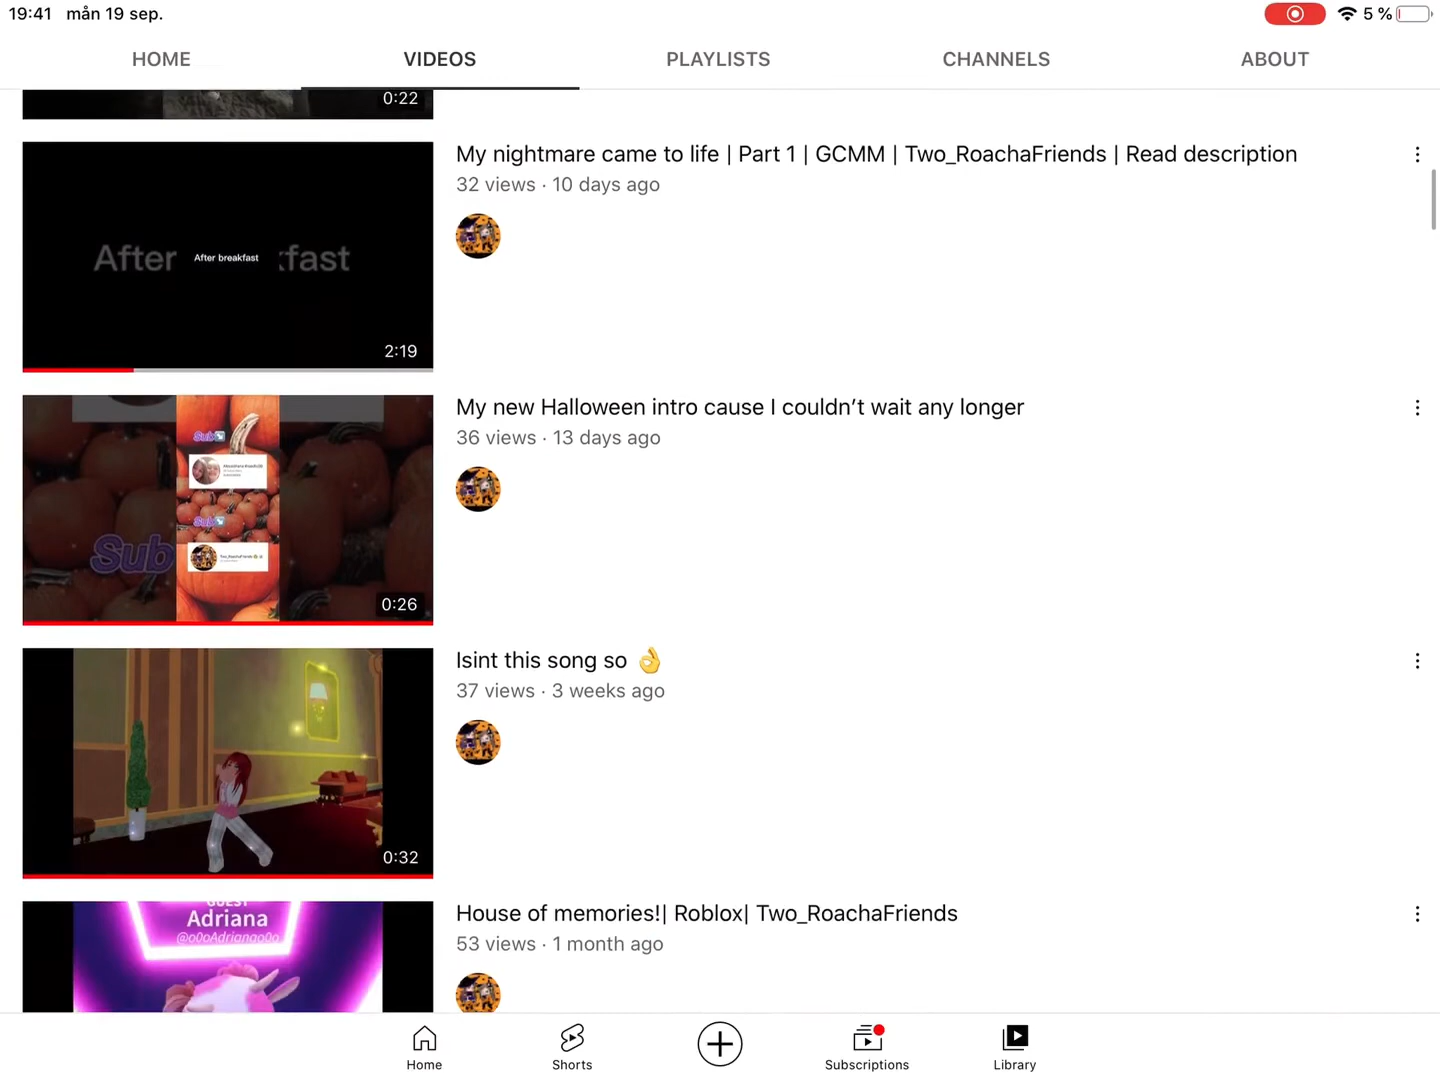 19:41 mån 19 sep.
5 %
HOME VIDEOS PLAYLISTS CHANNELS ABOUT
0:22
My nightmare came to life | Part 1 | GCMM | Two_RoachaFriends | Read description
32 views · 10 days ago
After fast
After breakfast
2:19
My new Halloween intro cause I couldn't wait any longer
36 views · 13 days ago
Sub
Sub
Sub
0:26
Isint this song so 👌
37 views · 3 weeks ago
0:32
House of memories!| Roblox| Two_RoachaFriends
53 views · 1 month ago
GUEST
Adriana
Home Shorts Subscriptions Library